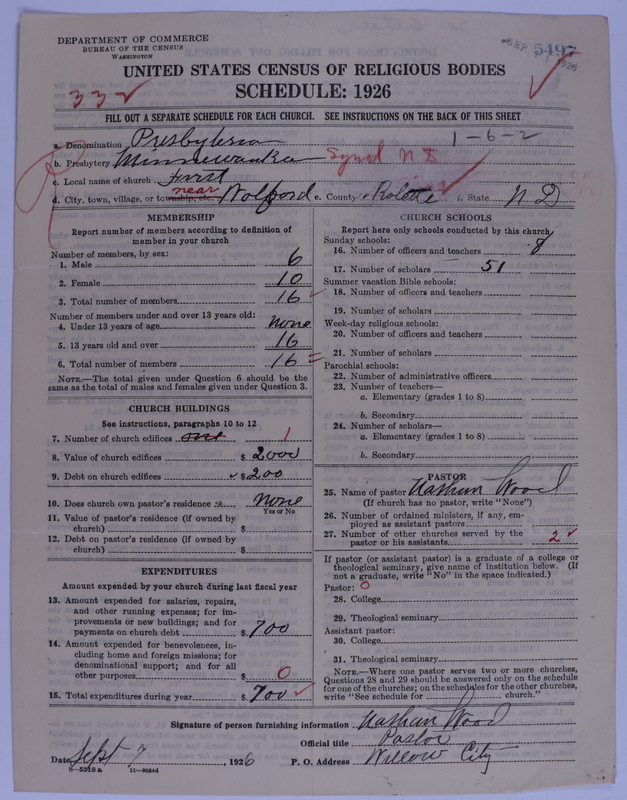 DEPARTMENT OF COMMERCE
BUREAU OF THE CENSUS
WASHINGTON
SEP 5497
1926
UNITED STATES CENSUS OF RELIGIOUS BODIES
332
SCHEDULE: 1926
FILL OUT A SEPARATE SCHEDULE FOR EACH CHURCH. SEE INSTRUCTIONS ON THE BACK OF THIS SHEET
a. Denomination Presbyterian 1-6-2
b. Presbytery Minnewaukan Synod N D
c. Local name of church First
d. City, town, village, or township, etc. near Wolford e. County Rolette f. State N D
MEMBERSHIP
Report number of members according to definition of
member in your church
Number of members, by sex:
1. Male 6
2. Female 10
3. Total number of members 16
Number of members under and over 13 years old:
4. Under 13 years of age none
5. 13 years old and over 16
6. Total number of members 16
NOTE.—The total given under Question 6 should be the
same as the total of males and females given under Question 3.
CHURCH BUILDINGS
See instructions, paragraphs 10 to 12
7. Number of church edifices one 1
8. Value of church edifices $ 2000
9. Debt on church edifices $ 200
10. Does church own pastor's residence none
Yes or No
11. Value of pastor's residence (if owned by
church) $
12. Debt on pastor's residence (if owned by
church) $
EXPENDITURES
Amount expended by your church during last fiscal year
13. Amount expended for salaries, repairs,
and other running expenses; for im-
provements or new buildings; and for
payments on church debt $ 700
14. Amount expended for benevolences, in-
cluding home and foreign missions; for
denominational support; and for all
other purposes $ 0
15. Total expenditures during year $ 700
CHURCH SCHOOLS
Report here only schools conducted by this church
Sunday schools:
16. Number of officers and teachers 8
17. Number of scholars 51
Summer vacation Bible schools:
18. Number of officers and teachers
19. Number of scholars
Week-day religious schools:
20. Number of officers and teachers
21. Number of scholars
Parochial schools:
22. Number of administrative officers
23. Number of teachers—
a. Elementary (grades 1 to 8)
b. Secondary
24. Number of scholars—
a. Elementary (grades 1 to 8)
b. Secondary
PASTOR
25. Name of pastor Nathan Wood
(If church has no pastor, write "None")
26. Number of ordained ministers, if any, em-
ployed as assistant pastors
27. Number of other churches served by the
pastor or his assistants 2
If pastor (or assistant pastor) is a graduate of a college or
theological seminary, give name of institution below. (If
not a graduate, write "No" in the space indicated.)
Pastor: 0
28. College
29. Theological seminary
Assistant pastor:
30. College
31. Theological seminary
NOTE.—Where one pastor serves two or more churches,
Questions 28 and 29 should be answered only on the schedule
for one of the churches; on the schedules for the other churches,
write "See schedule for church."
Signature of person furnishing information Nathan Wood
Official title Pastor
Date Sept 7, 1926 P. O. Address Willow City